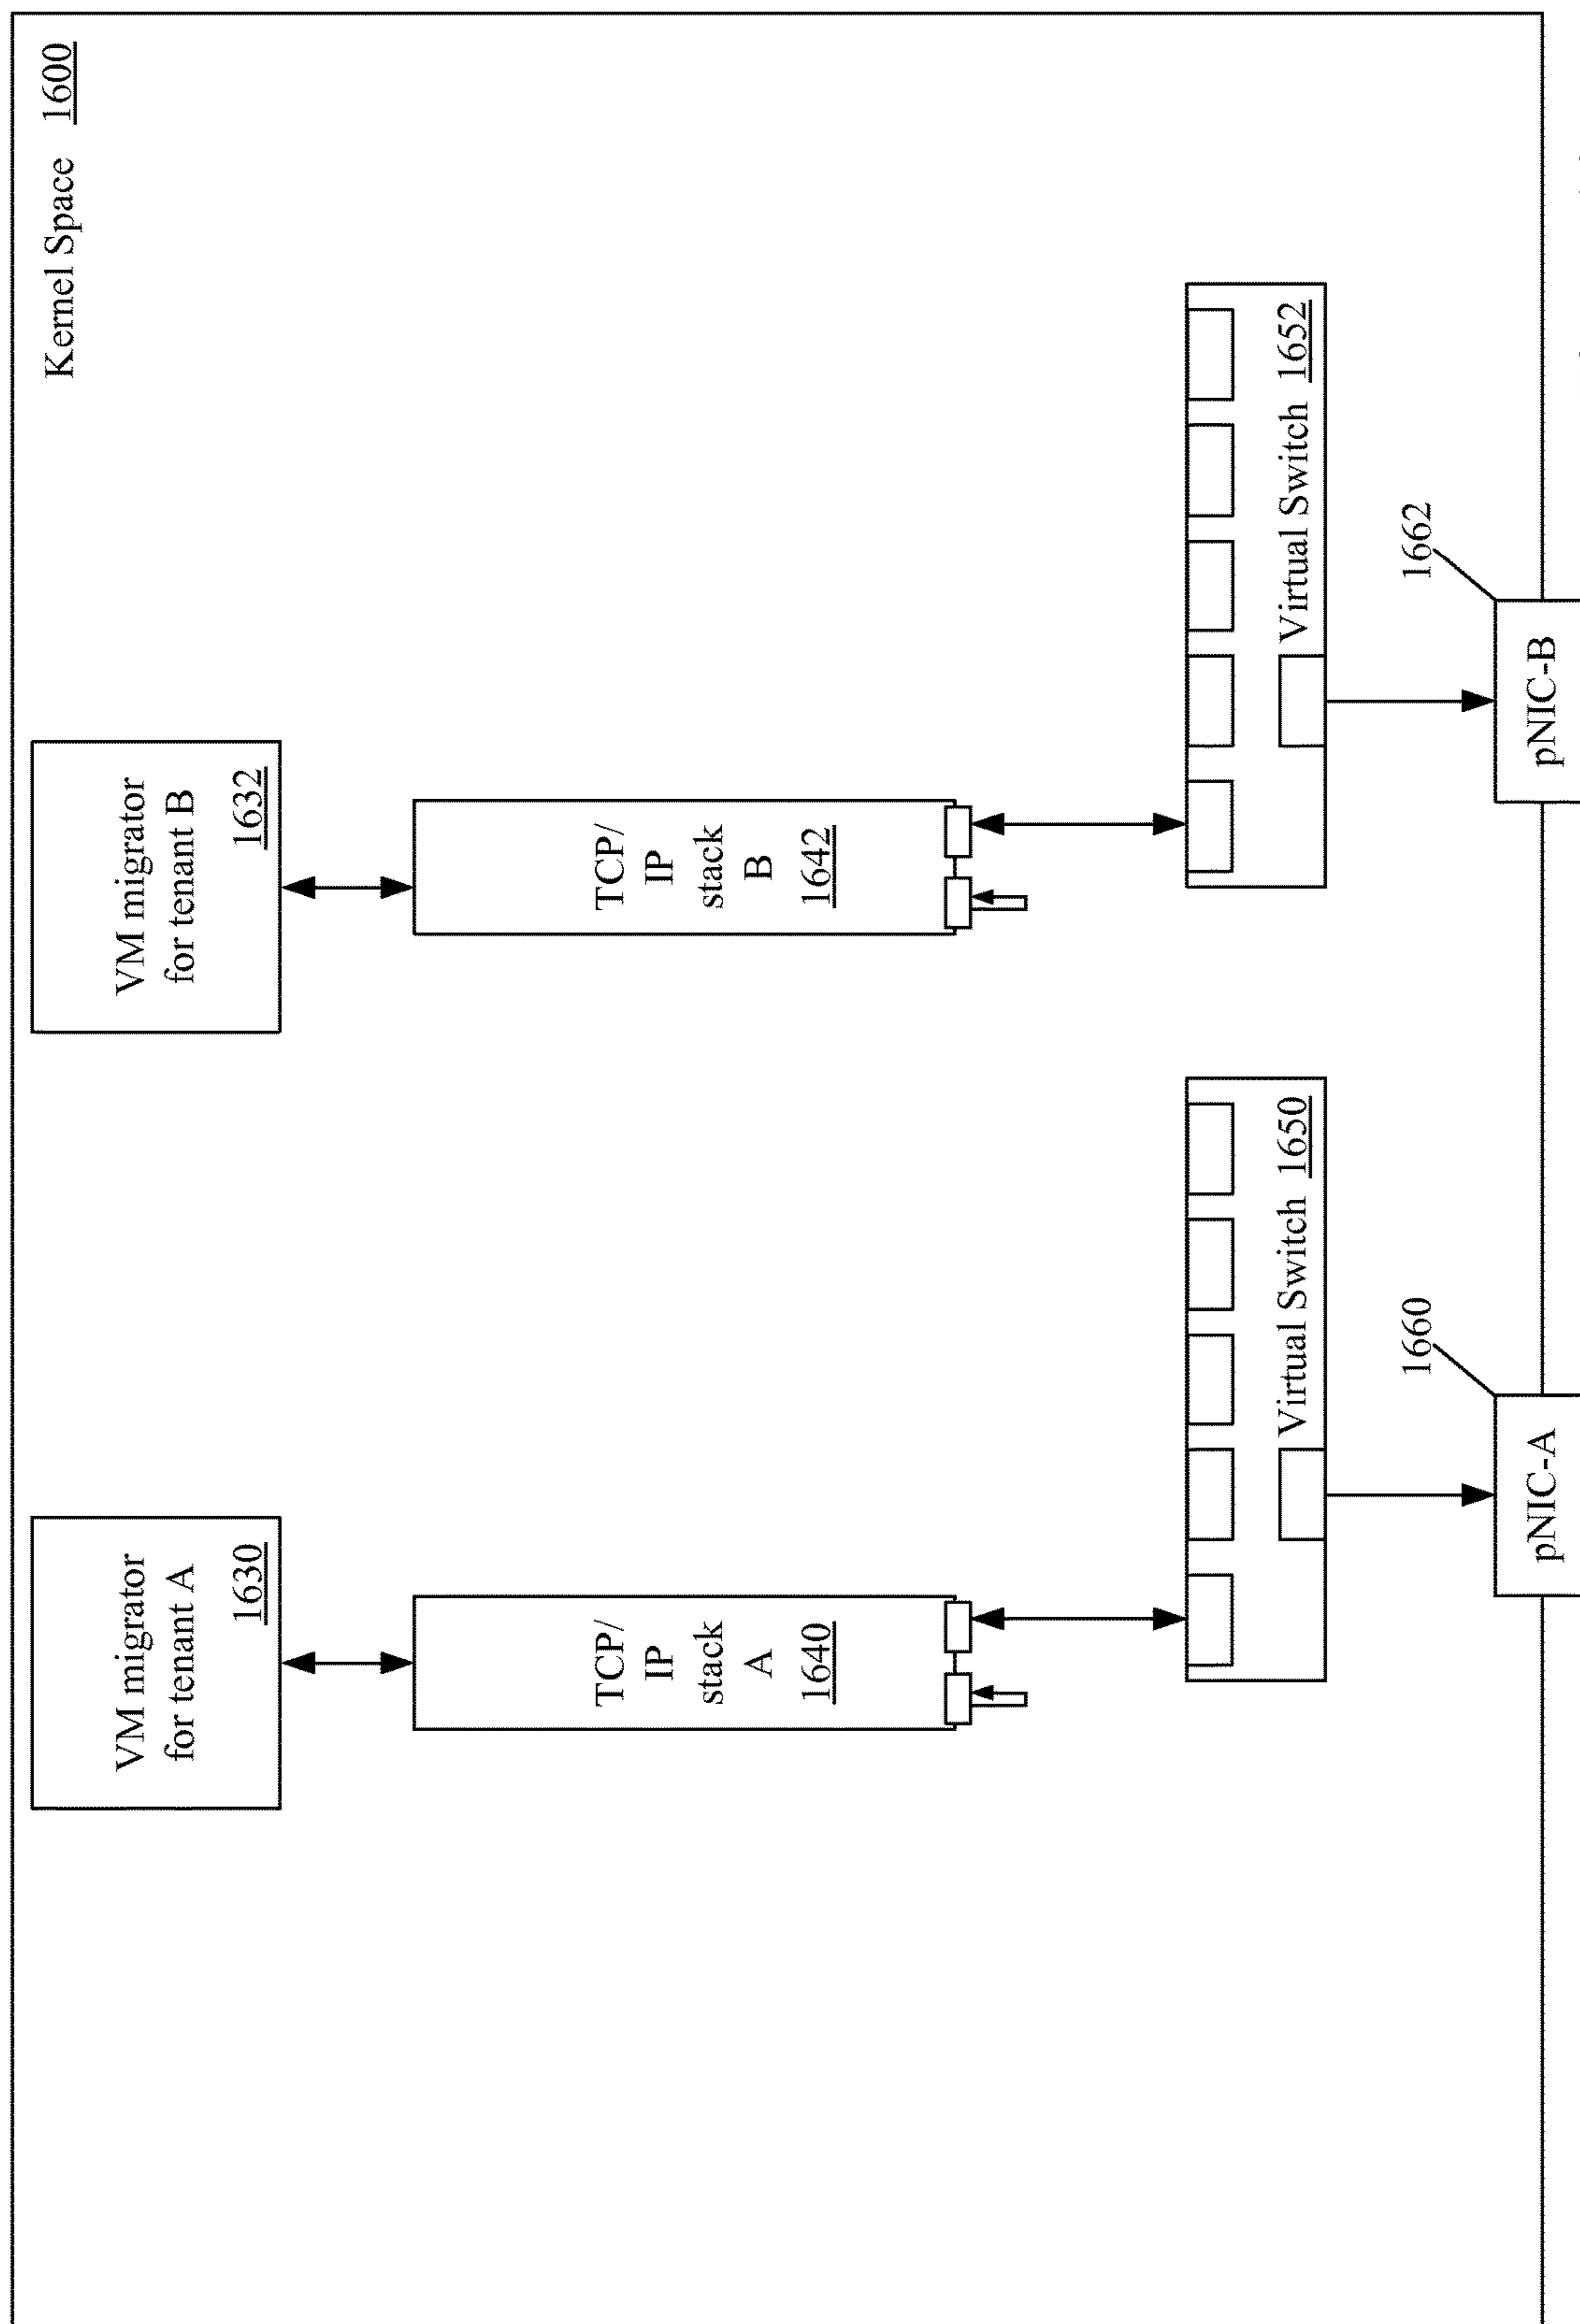 Kernel Space 1600
VM migrator
for tenant A
1630
VM migrator
for tenant B
1632
TCP/
IP
stack
A
1640
TCP/
IP
stack
B
1642
Virtual Switch 1650
Virtual Switch 1652
1660
1662
pNIC-A
pNIC-B